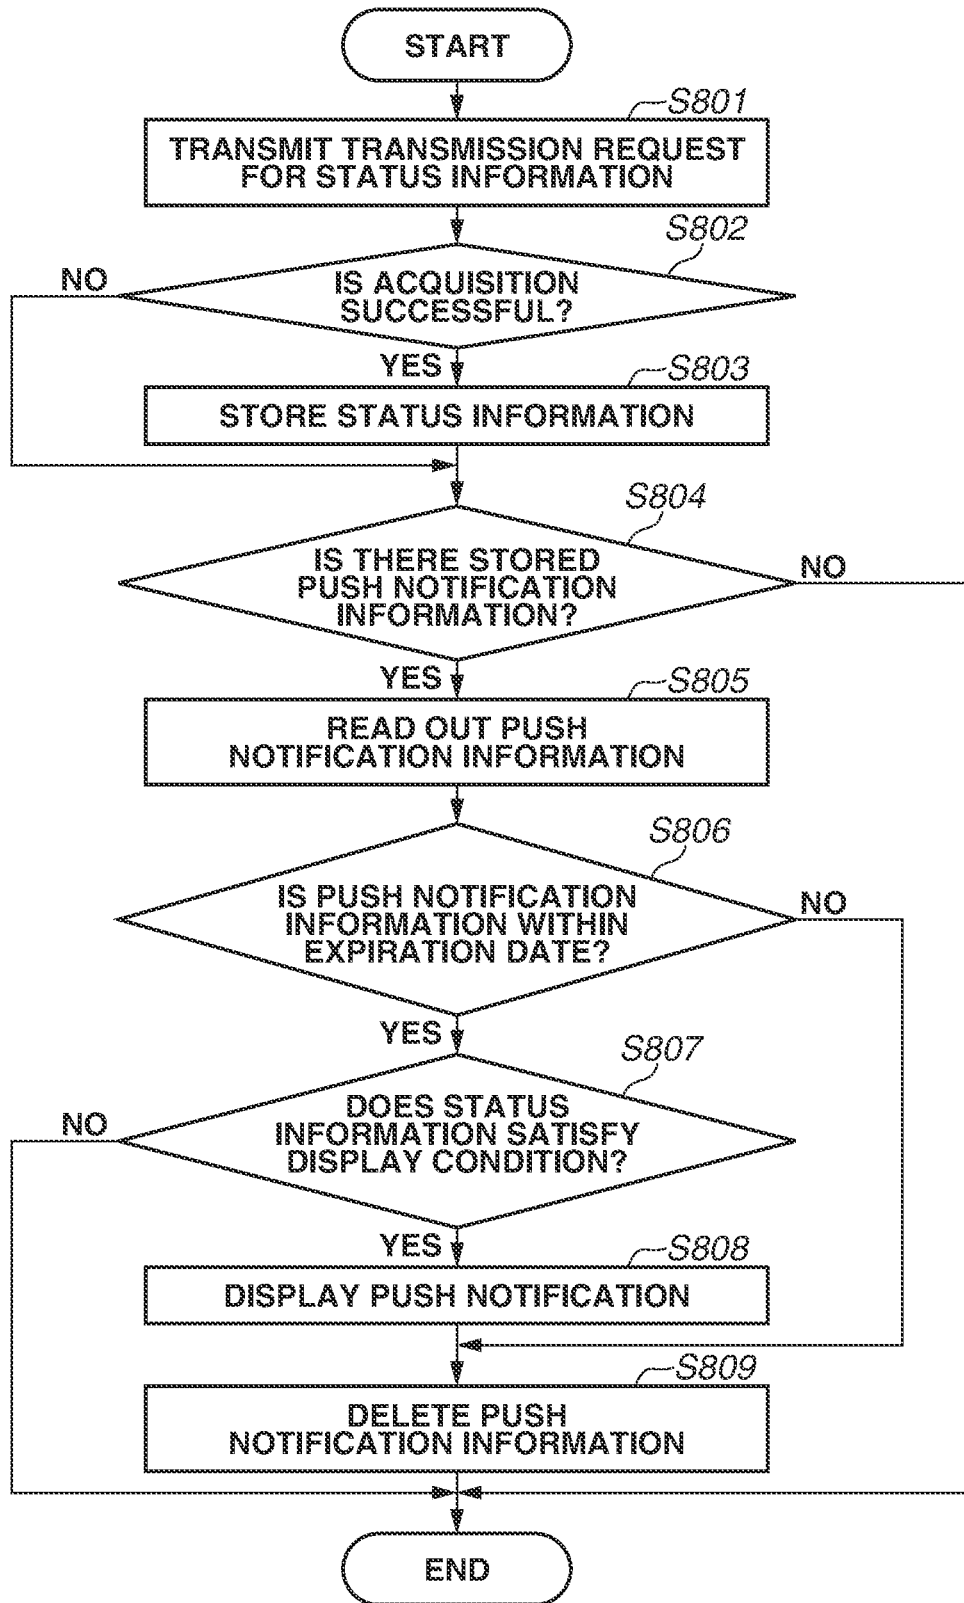 START
S801
TRANSMIT TRANSMISSION REQUEST
FOR STATUS INFORMATION
S802
NO
IS ACQUISITION
SUCCESSFUL?
YES
S803
STORE STATUS INFORMATION
S804
IS THERE STORED
PUSH NOTIFICATION
INFORMATION?
NO
YES
S805
READ OUT PUSH
NOTIFICATION INFORMATION
S806
IS PUSH NOTIFICATION
INFORMATION WITHIN
EXPIRATION DATE?
NO
YES
S807
NO
DOES STATUS
INFORMATION SATISFY
DISPLAY CONDITION?
YES
S808
DISPLAY PUSH NOTIFICATION
S809
DELETE PUSH
NOTIFICATION INFORMATION
END